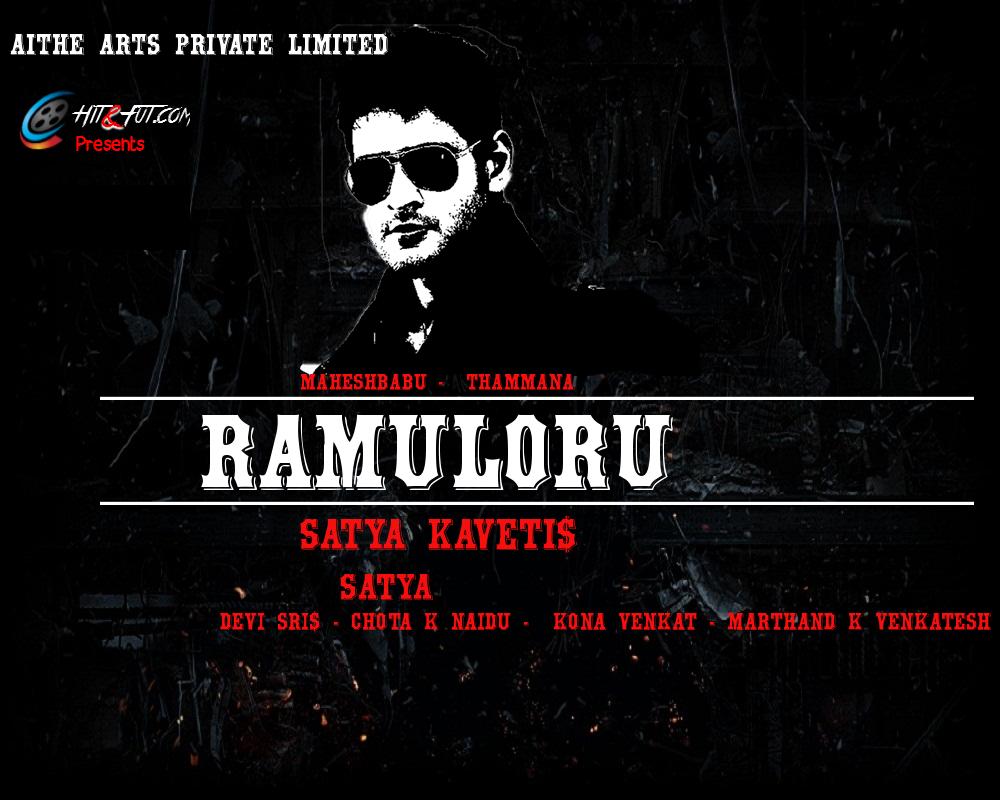 AITHE ARTS PRIVATE LIMITED
HIT&FUT.COM
Presents
MAHESHBABU - THAMMANA
RAMULORU
SATYA KAVETI$
SATYA
DEVI SRI$ - CHOTA K NAIDU - KONA VENKAT - MARTHAND K VENKATESH